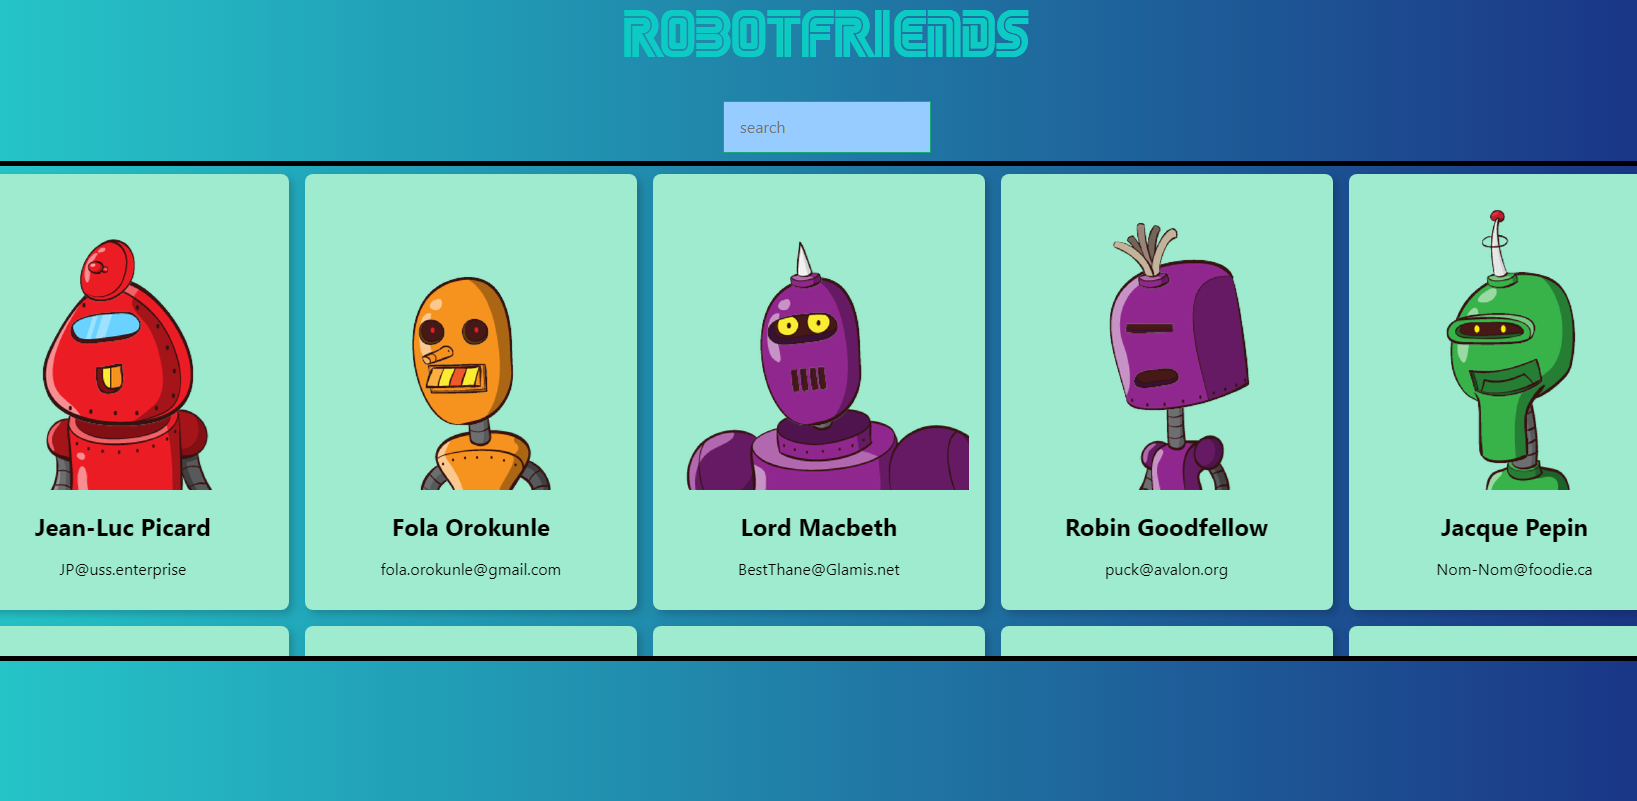 ROBOTFRIENDS
search
Jean-Luc Picard
JP@uss.enterprise
Fola Orokunle
fola.orokunle@gmail.com
Lord Macbeth
BestThane@Glamis.net
Robin Goodfellow
puck@avalon.org
Jacque Pepin
Nom-Nom@foodie.ca